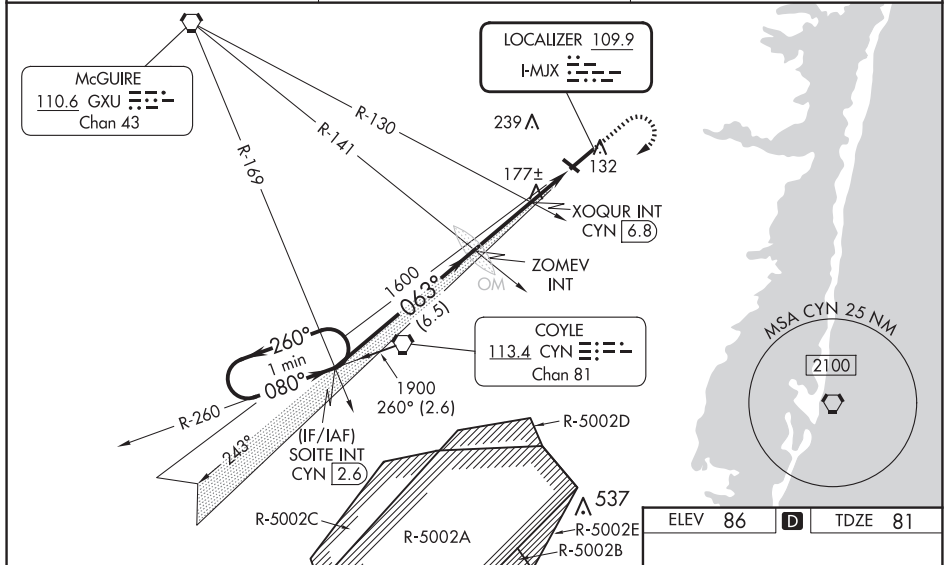 McGUIRE
110.6 GXU
Chan 43
LOCALIZER 109.9
I-MJX
R-130
R-141
R-169
239
132
177±
XOQUR INT
CYN 6.8
ZOMEV
INT
OM
1600
063°
(6.5)
COYLE
113.4 CYN
Chan 81
260°
1 min
080°
1900
260° (2.6)
R-260
243°
(IF/IAF)
SOITE INT
CYN 2.6
MSA CYN 25 NM
2100
R-5002D
R-5002C
R-5002A
537
R-5002E
R-5002B
ELEV 86 D TDZE 81